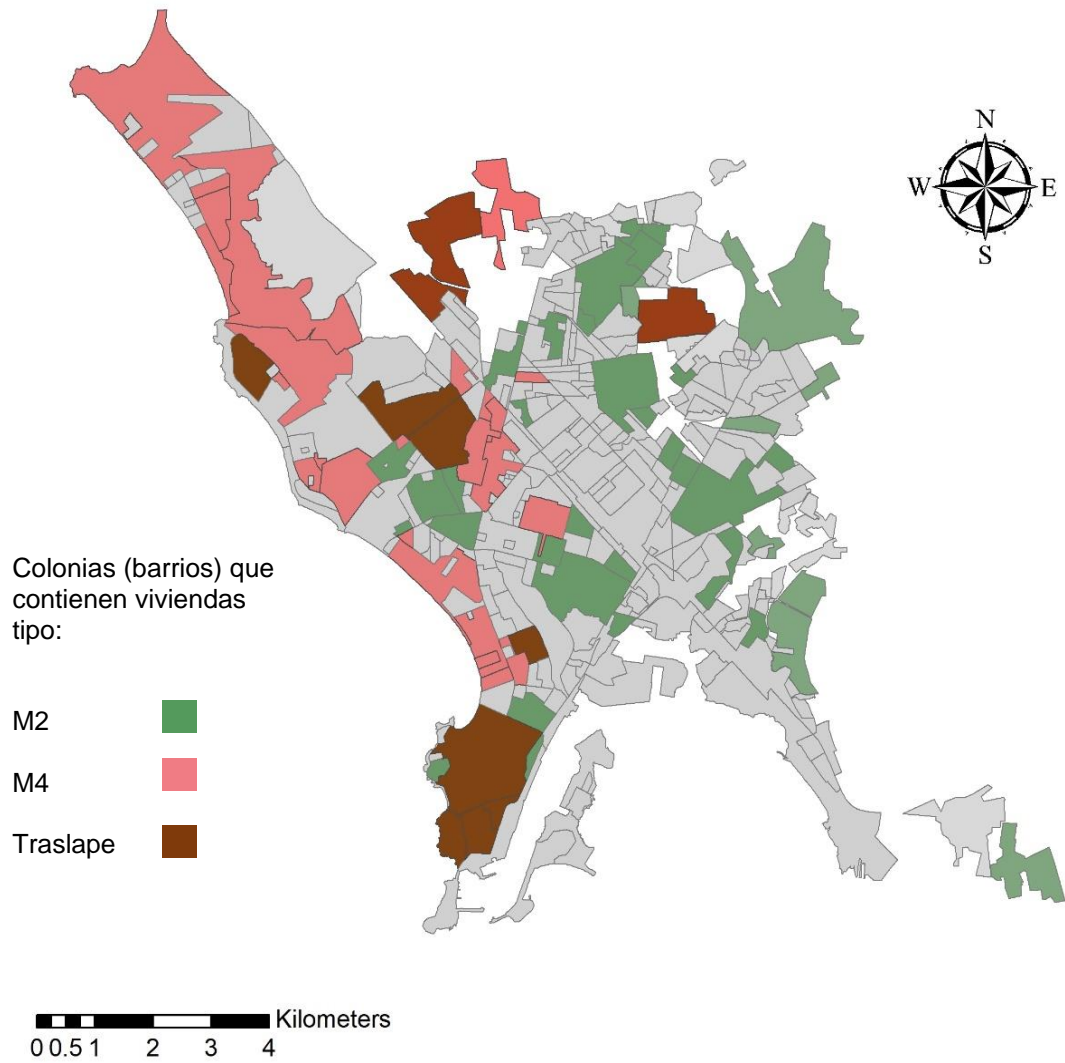 N
W E
S
Colonias (barrios) que
contienen viviendas
tipo:
M2
M4
Traslape
Kilometers
0 0.5 1 2 3 4